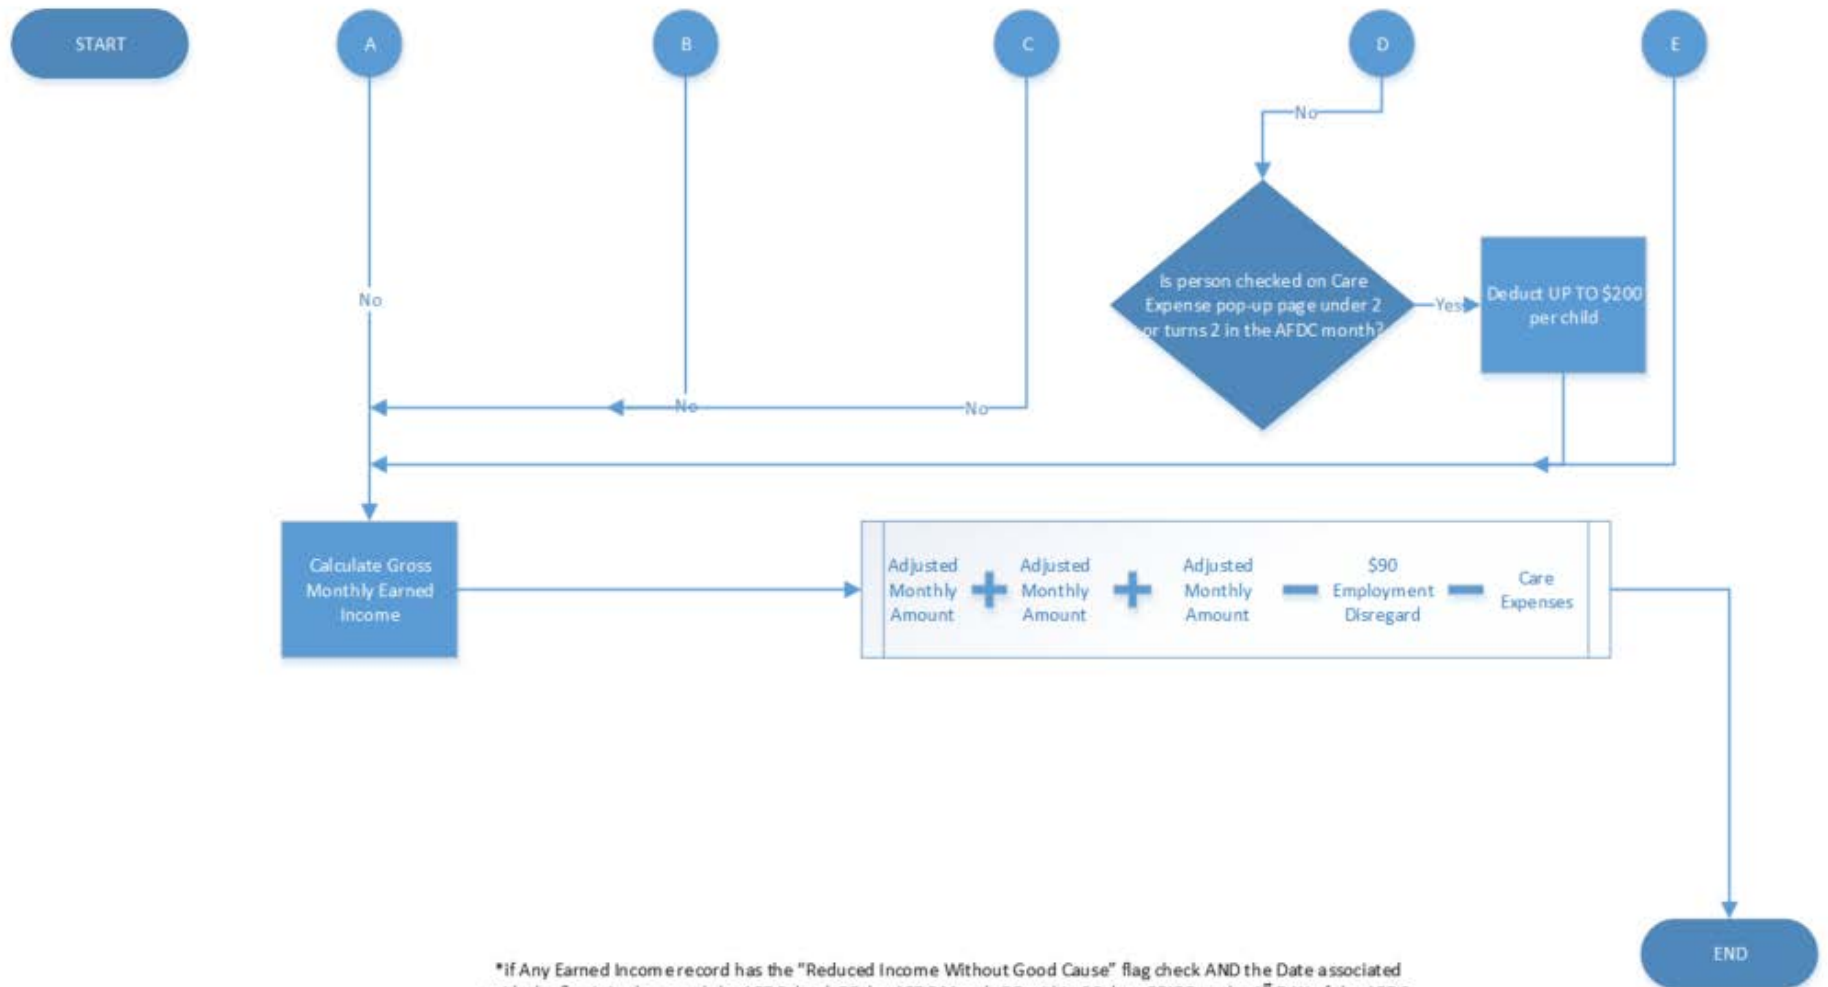 START
A
B
C
D
E
No
No
Is person checked on Care
Expense pop-up page under 2
or turns 2 in the AFDC month?
Yes
Deduct UP TO $200
per child
No
No
Calculate Gross
Monthly Earned
Income
Adjusted
Monthly
Amount
+
Adjusted
Monthly
Amount
+
Adjusted
Monthly
Amount
−
$90
Employment
Disregard
−
Care
Expenses
END
*if Any Earned Income record has the "Reduced Income Without Good Cause" flag check AND the Date associated